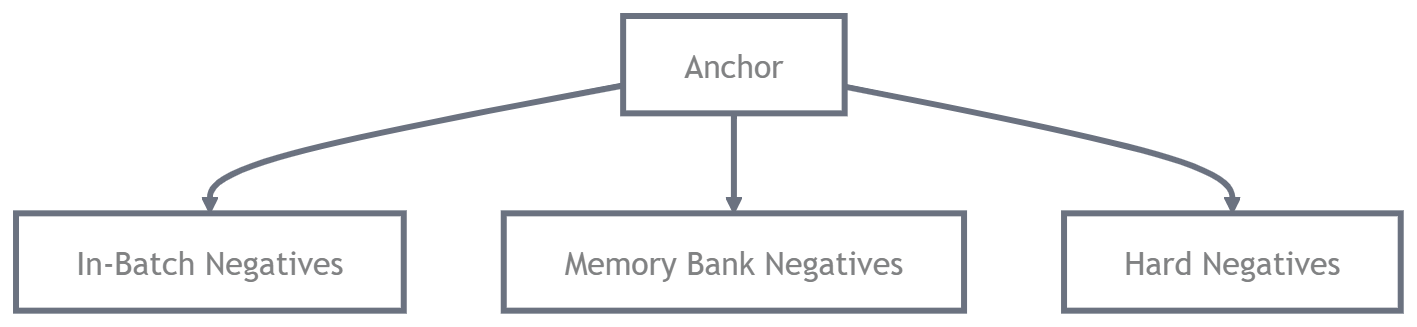 Anchor
In-Batch Negatives
Memory Bank Negatives
Hard Negatives